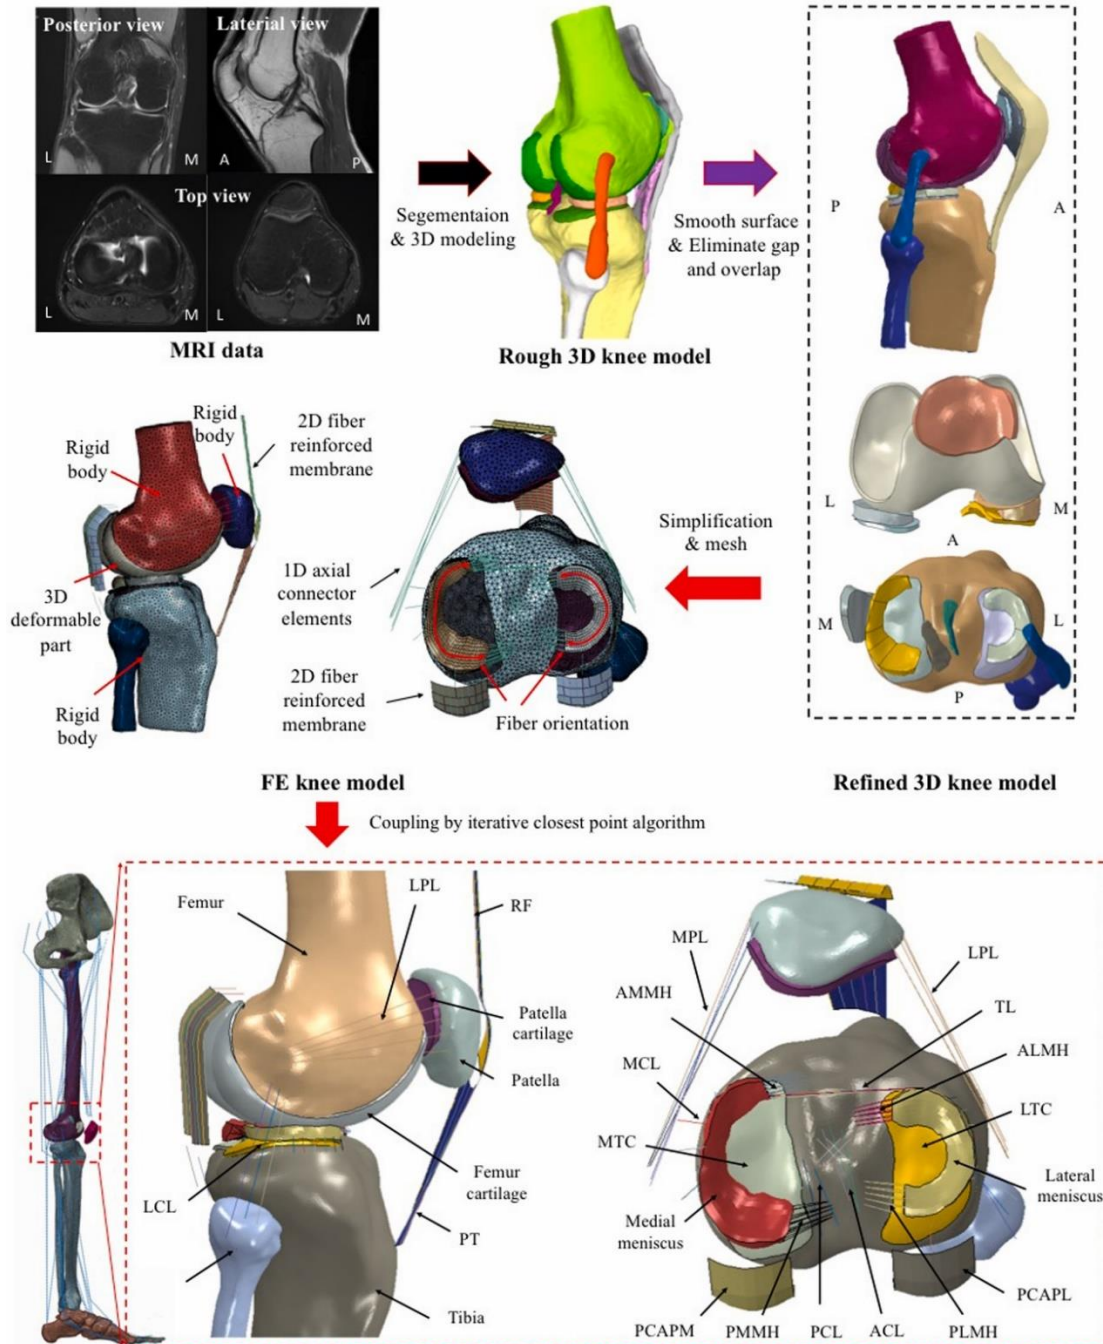 Posterior view
Laterial view
L
M
A
P
Top view
L
M
L
M
MRI data
Segementaion
& 3D modeling
Rough 3D knee model
Smooth surface
& Eliminate gap
and overlap
P
A
L
M
A
M
L
P
Refined 3D knee model
Simplification
& mesh
Rigid
body
Rigid
body
2D fiber
reinforced
membrane
3D
deformable
part
Rigid
body
1D axial
connector
elements
2D fiber
reinforced
membrane
Fiber orientation
FE knee model
Coupling by iterative closest point algorithm
Femur
LPL
RF
Patella
cartilage
Patella
Femur
cartilage
LCL
PT
Tibia
MPL
LPL
AMMH
TL
MCL
ALMH
MTC
LTC
Medial
meniscus
Lateral
meniscus
PCAPM
PMMH
PCL
ACL
PLMH
PCAPL